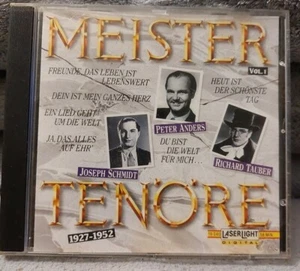 MEISTER
VOL. 1
FREUNDE, DAS LEBEN IST
LEBENSWERT
HEUT IST
DER SCHÖNSTE
TAG
DEIN IST MEIN GANZES HERZ
EIN LIED GEHT
UM DIE WELT
PETER ANDERS
JA, DAS ALLES
AUF EHR'
DU BIST
DIE WELT
FÜR MICH
RICHARD TAUBER
JOSEPH SCHMIDT
TENÖRE
1927-1952
LASERLIGHT
digital